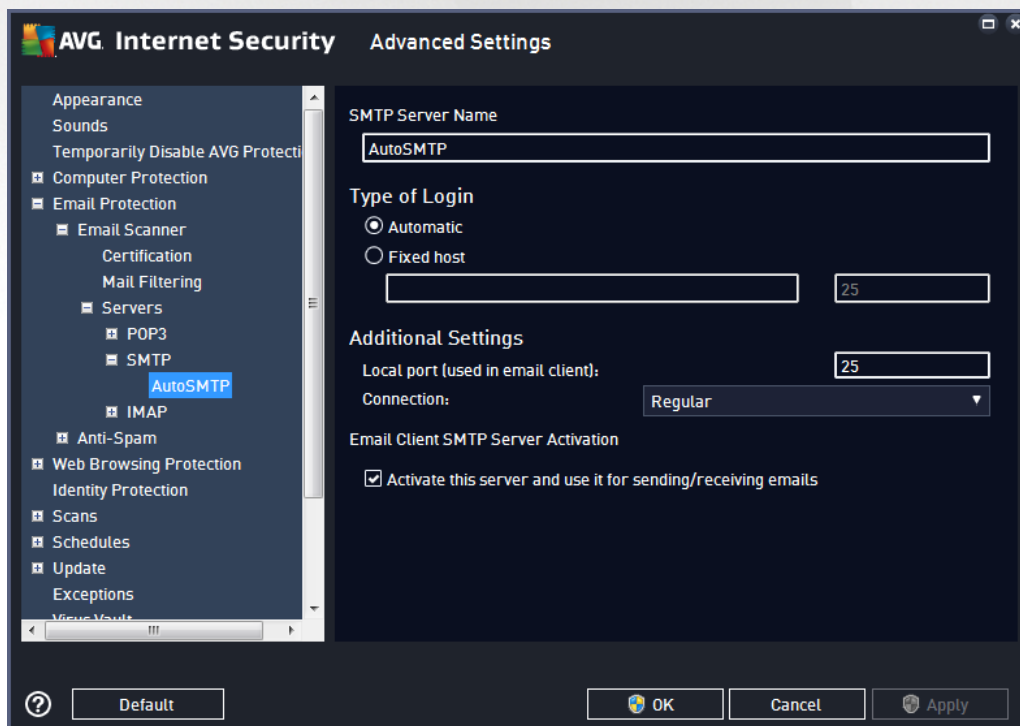 AVG. Internet Security Advanced Settings
Appearance
Sounds
Temporarily Disable AVG Protecti
Computer Protection
Email Protection
Email Scanner
Certification
Mail Filtering
Servers
POP3
SMTP
AutoSMTP
IMAP
Anti-Spam
Web Browsing Protection
Identity Protection
Scans
Schedules
Update
Exceptions
Virus Vault
SMTP Server Name
AutoSMTP
Type of Login
Automatic
Fixed host
25
Additional Settings
Local port (used in email client): 25
Connection: Regular
Email Client SMTP Server Activation
Activate this server and use it for sending/receiving emails
Default
OK
Cancel
Apply